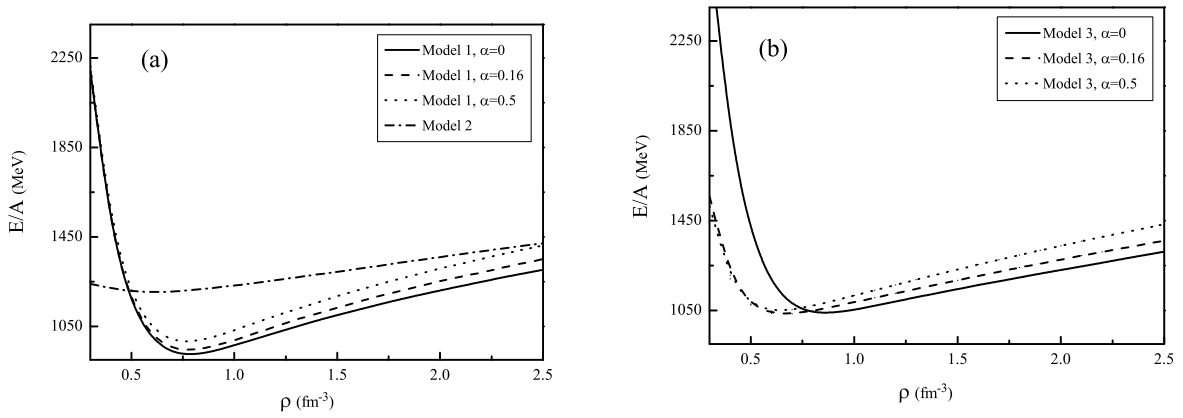 (a)
Model 1, α=0
Model 1, α=0.16
Model 1, α=0.5
Model 2
2250
1850
1450
1050
E/A (MeV)
0.5 1.0 1.5 2.0 2.5
ρ (fm-3)
(b)
Model 3, α=0
Model 3, α=0.16
Model 3, α=0.5
2250
1850
1450
1050
E/A (MeV)
0.5 1.0 1.5 2.0 2.5
ρ (fm-3)